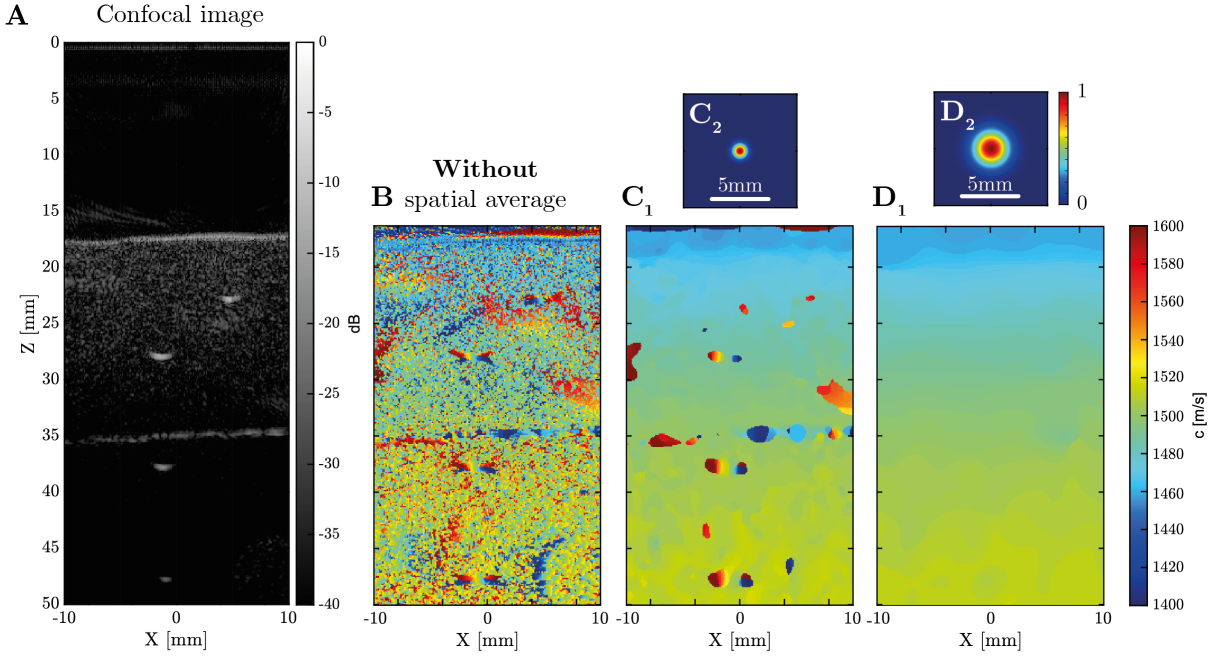 A
Confocal image
0
5
10
15
20
25
30
35
40
45
50
Z [mm]
-10
0
10
X [mm]
0
-5
-10
-15
-20
-25
-30
-35
-40
dB
Without
B spatial average
-10
0
10
X [mm]
C2
5mm
C1
-10
0
10
X [mm]
D2
5mm
1
0
D1
-10
0
10
X [mm]
1600
1580
1560
1540
1520
1500
1480
1460
1440
1420
1400
c [m/s]